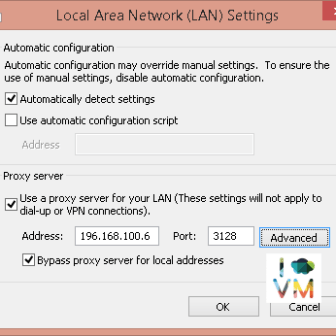 Local Area Network (LAN) Settings
Automatic configuration
Automatic configuration may override manual settings. To ensure the
use of manual settings, disable automatic configuration.
Automatically detect settings
Use automatic configuration script
Address
Proxy server
Use a proxy server for your LAN (These settings will not apply to
dial-up or VPN connections).
Address: 196.168.100.6 Port: 3128 Advanced
Bypass proxy server for local addresses
I
VM
OK Cancel